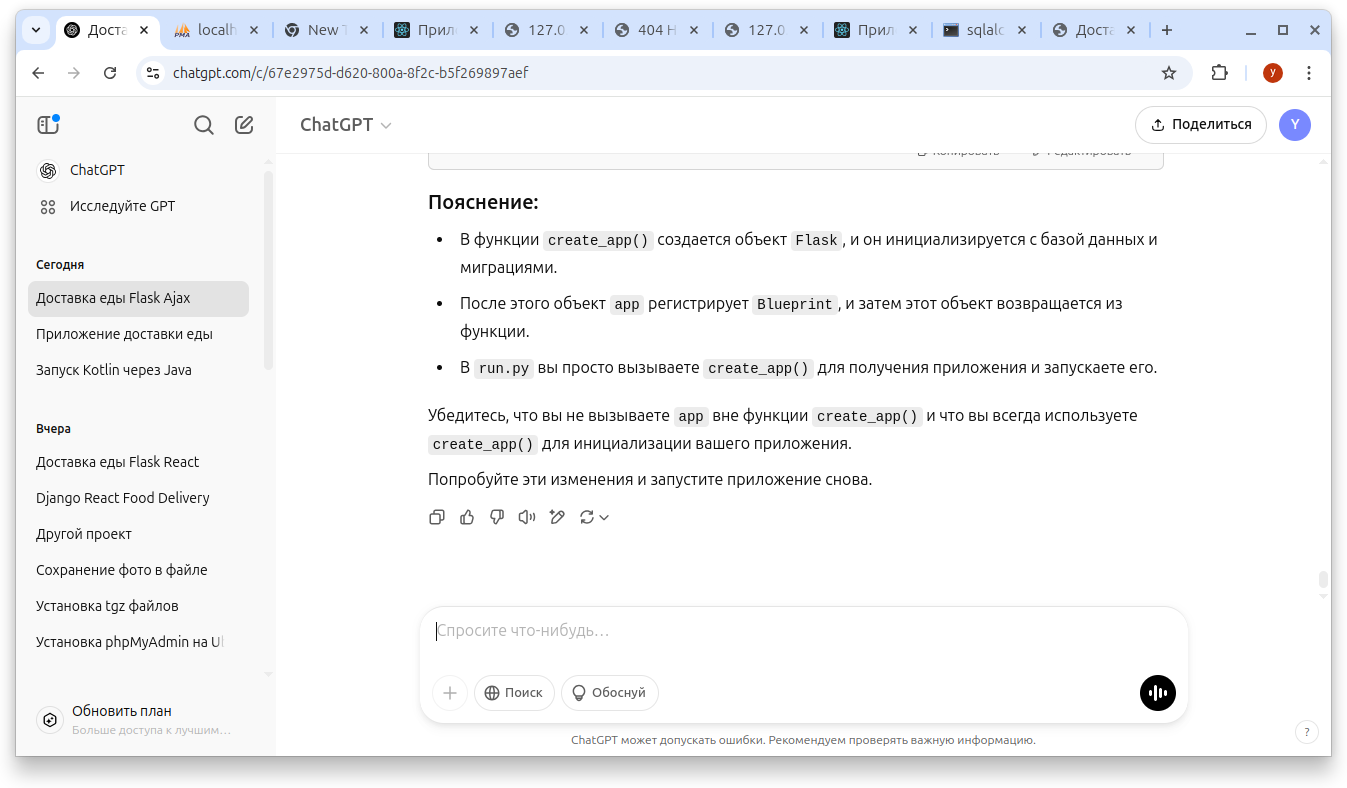 Доста
localh
New T
Прил
127.0
404 H
127.0
Прил
sqlalc
Доста
chatgpt.com/c/67e2975d-d620-800a-8f2c-b5f269897aef
У
ChatGPT
Поделиться
Y
ChatGPT
Исследуйте GPT
Сегодня
Доставка еды Flask Ajax
Приложение доставки еды
Запуск Kotlin через Java
Вчера
Доставка еды Flask React
Django React Food Delivery
Другой проект
Сохранение фото в файле
Установка tgz файлов
Установка phpMyAdmin на Ul
Обновить план
Больше доступа к лучшим…
Копировать Редактировать
Пояснение:
• В функции create_app() создается объект Flask, и он инициализируется с базой данных и
миграциями.
• После этого объект app регистрирует Blueprint, и затем этот объект возвращается из
функции.
• В run.py вы просто вызываете create_app() для получения приложения и запускаете его.
Убедитесь, что вы не вызываете app вне функции create_app() и что вы всегда используете
create_app() для инициализации вашего приложения.
Попробуйте эти изменения и запустите приложение снова.
Спросите что-нибудь…
Поиск
Обоснуй
ChatGPT может допускать ошибки. Рекомендуем проверять важную информацию.
?